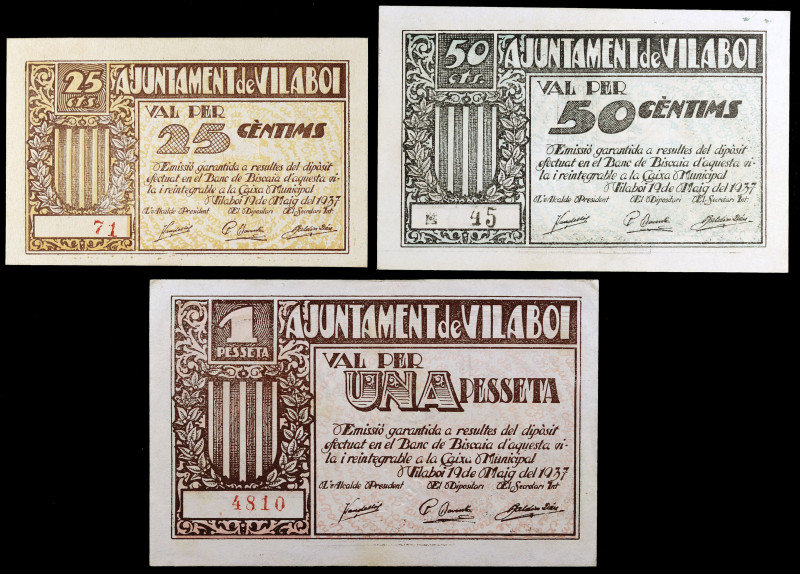 25
CTS.
AJUNTAMENT de VILABOI
VAL PER
25 CÈNTIMS
Emissió garantida a resultes del dipòsit
efectuat en el Banc de Biscaia d'aquesta vi-
la i reintegrable a la Caixa Municipal
Vilaboi 19 de Maig del 1937
L'Alcalde President El Dipositari El Secretari Int
71
50
CTS.
AJUNTAMENT de VILABOI
VAL PER
50 CÈNTIMS
Emissió garantida a resultes del dipòsit
efectuat en el Banc de Biscaia d'aquesta vi-
la i reintegrable a la Caixa Municipal
Vilaboi 19 de Maig del 1937
L'Alcalde President El Dipositari El Secretari Int
45
1
PESSETA
AJUNTAMENT de VILABOI
VAL PER
UNA PESSETA
Emissió garantida a resultes del dipòsit
efectuat en el Banc de Biscaia d'aquesta vi-
la i reintegrable a la Caixa Municipal
Vilaboi 19 de Maig del 1937
L'Alcalde President El Dipositari El Secretari Int
4810